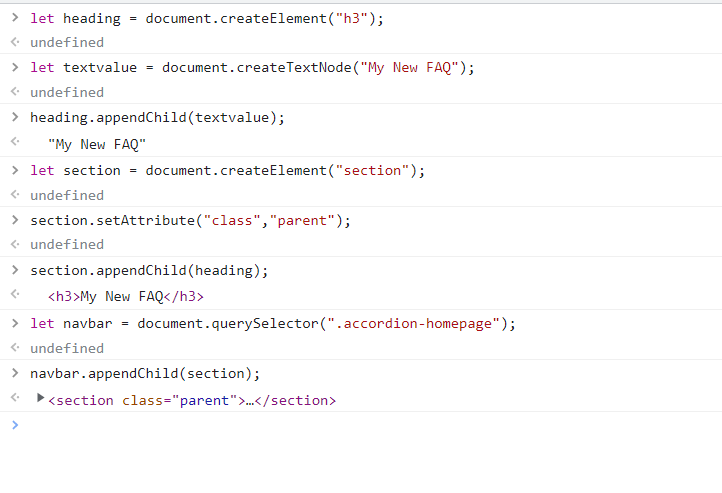 let heading = document.createElement("h3");
undefined
let textvalue = document.createTextNode("My New FAQ");
undefined
heading.appendChild(textvalue);
"My New FAQ"
let section = document.createElement("section");
undefined
section.setAttribute("class","parent");
undefined
section.appendChild(heading);
<h3>My New FAQ</h3>
let navbar = document.querySelector(".accordion-homepage");
undefined
navbar.appendChild(section);
<section class="parent">…</section>